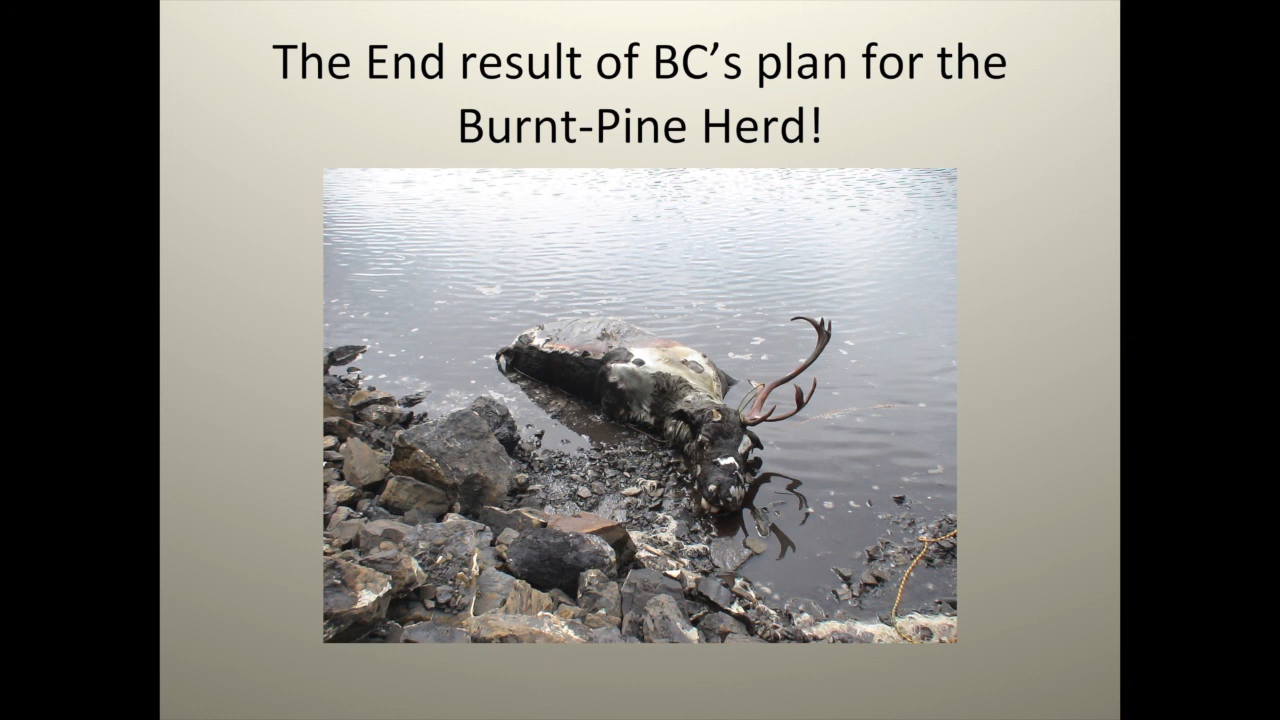 The End result of BC’s plan for the
Burnt-Pine Herd!